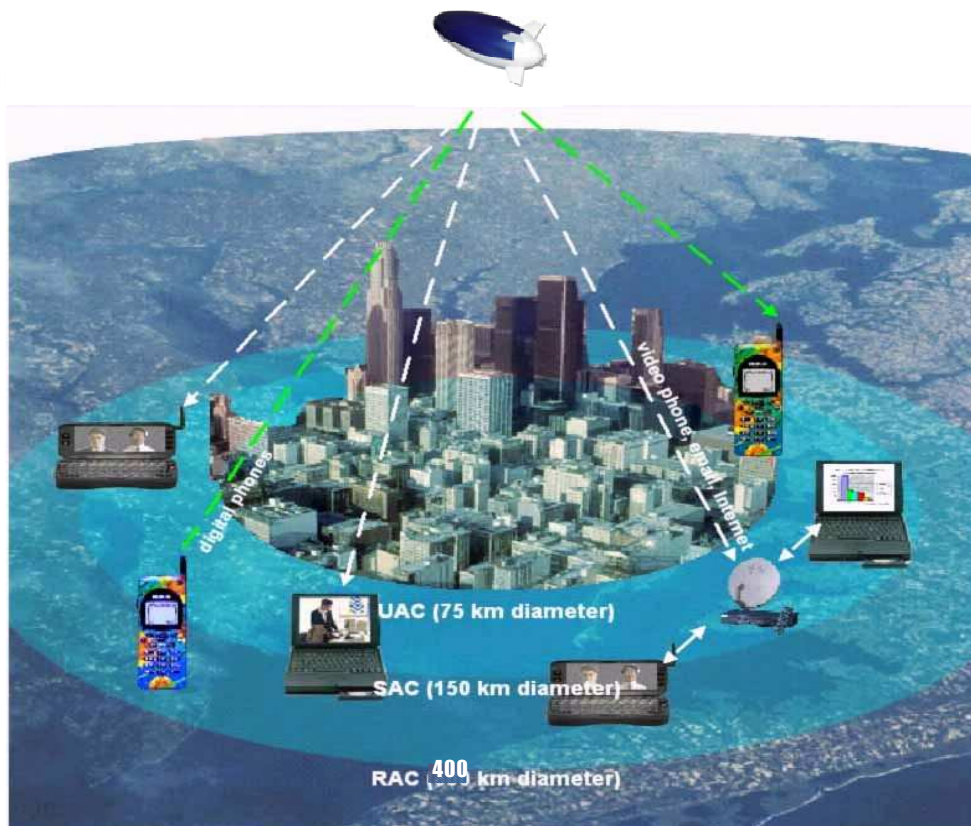 video phone, email, Internet
digital phones
UAC (75 km diameter)
SAC (150 km diameter)
RAC (400 km diameter)